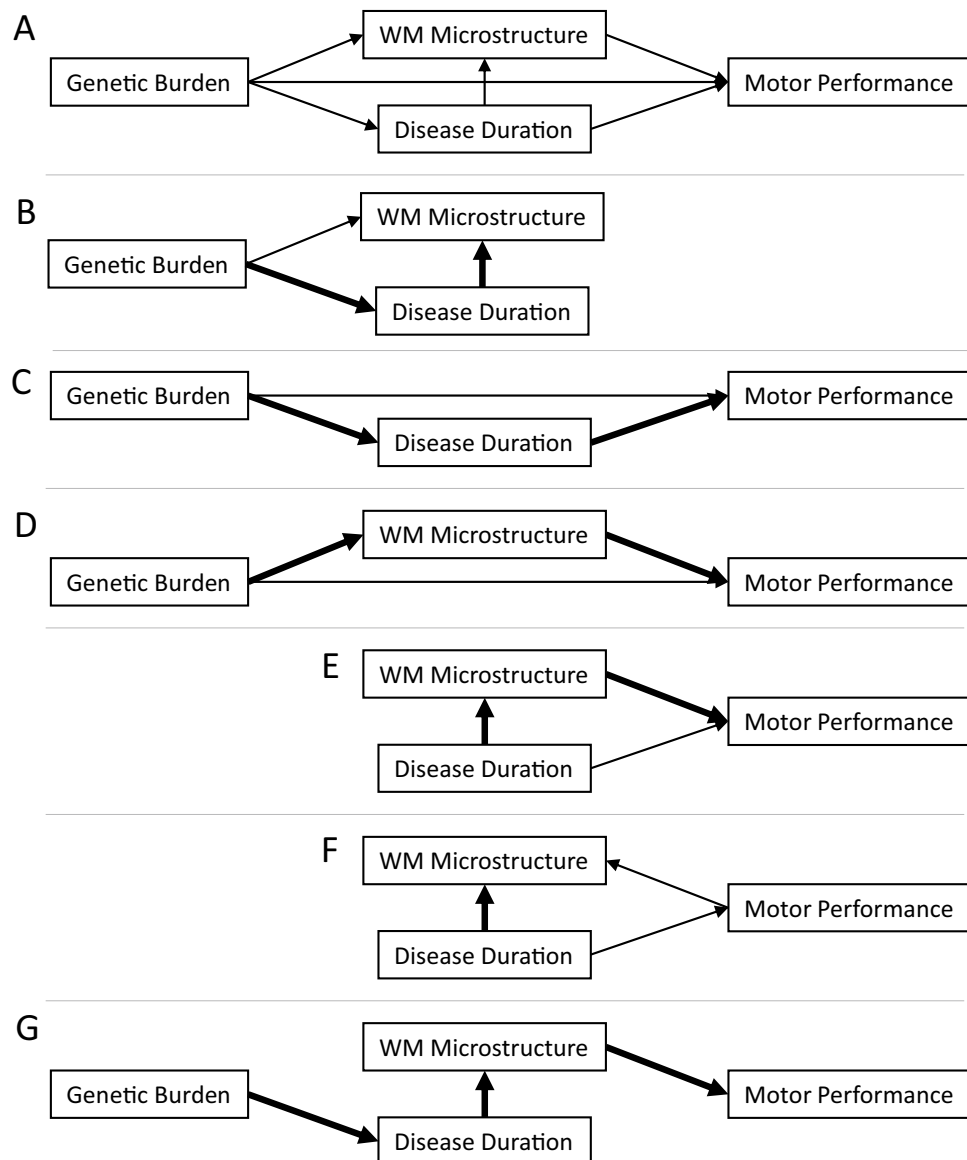 A
WM Microstructure
Genetic Burden
Motor Performance
Disease Duration
B
WM Microstructure
Genetic Burden
Disease Duration
C
Genetic Burden
Motor Performance
Disease Duration
D
WM Microstructure
Genetic Burden
Motor Performance
E
WM Microstructure
Motor Performance
Disease Duration
F
WM Microstructure
Motor Performance
Disease Duration
G
WM Microstructure
Genetic Burden
Motor Performance
Disease Duration